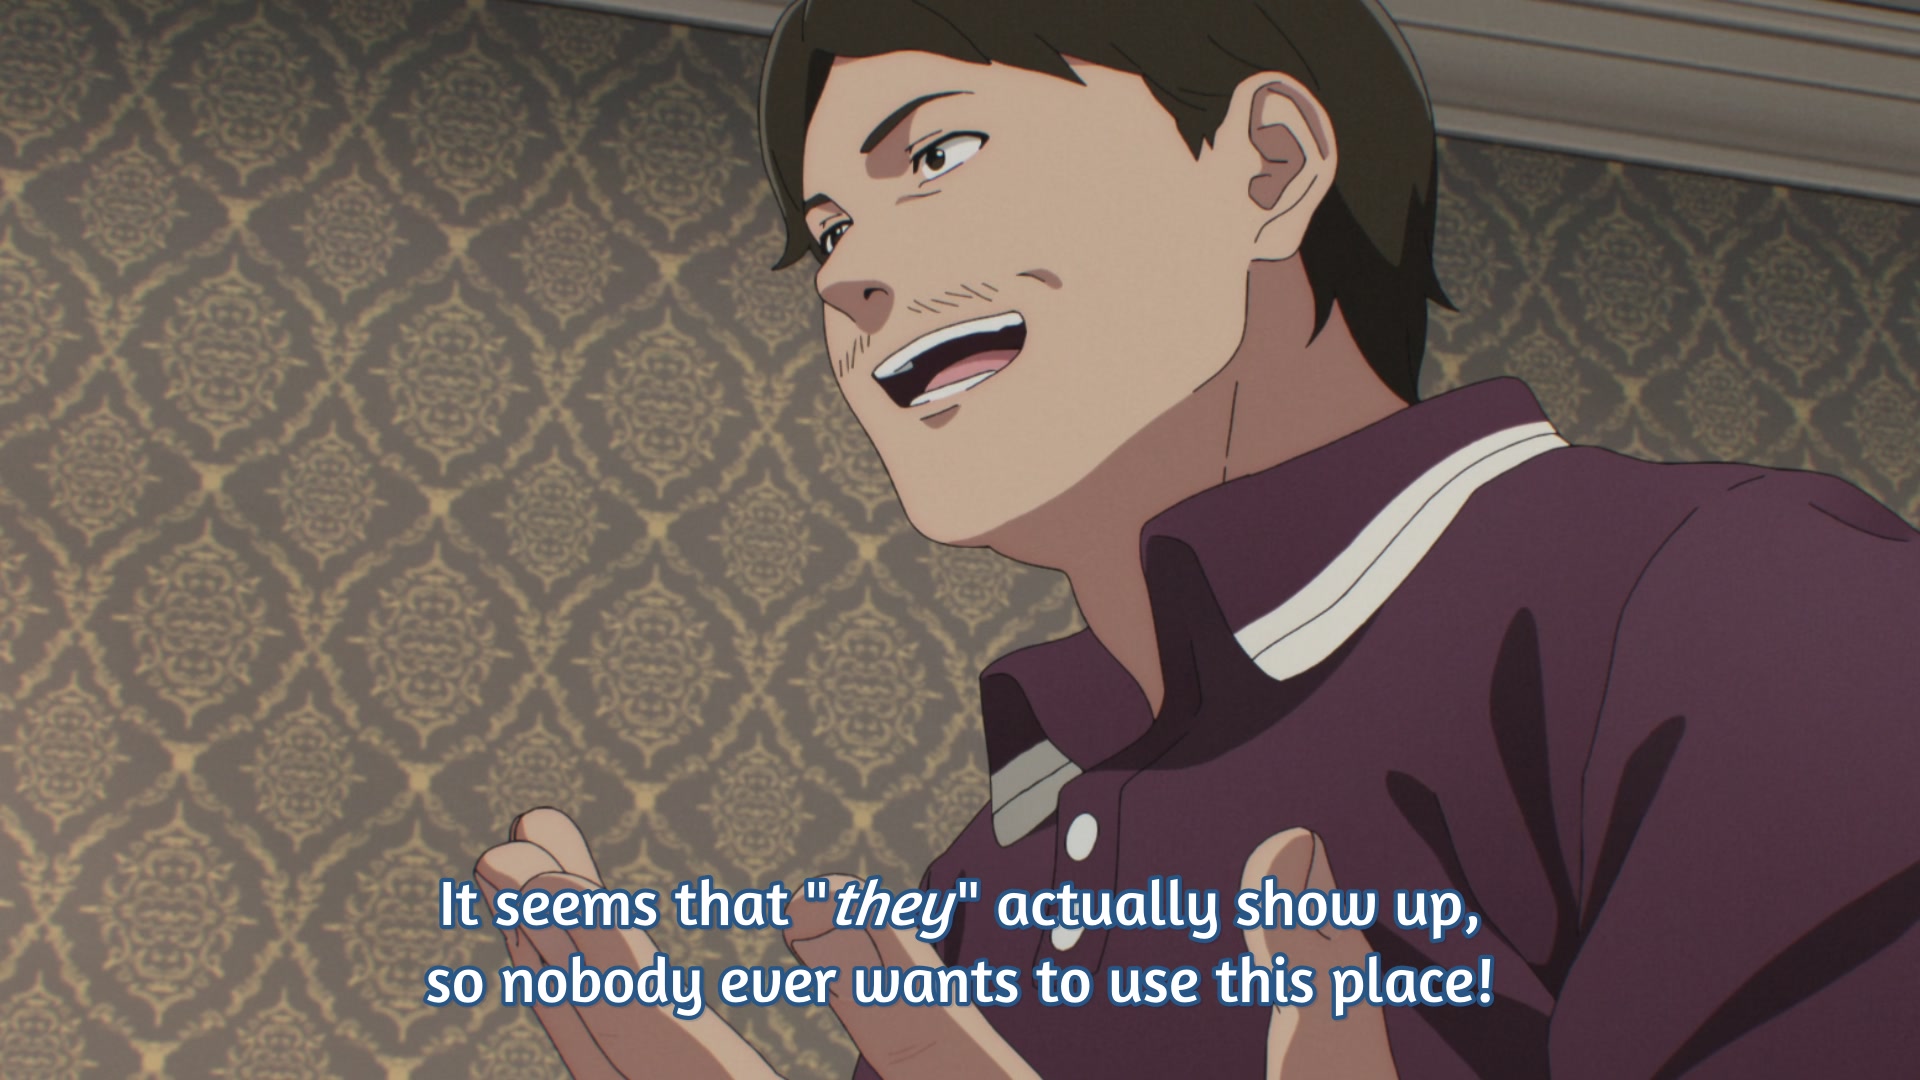 It seems that "they" actually show up,
so nobody ever wants to use this place!